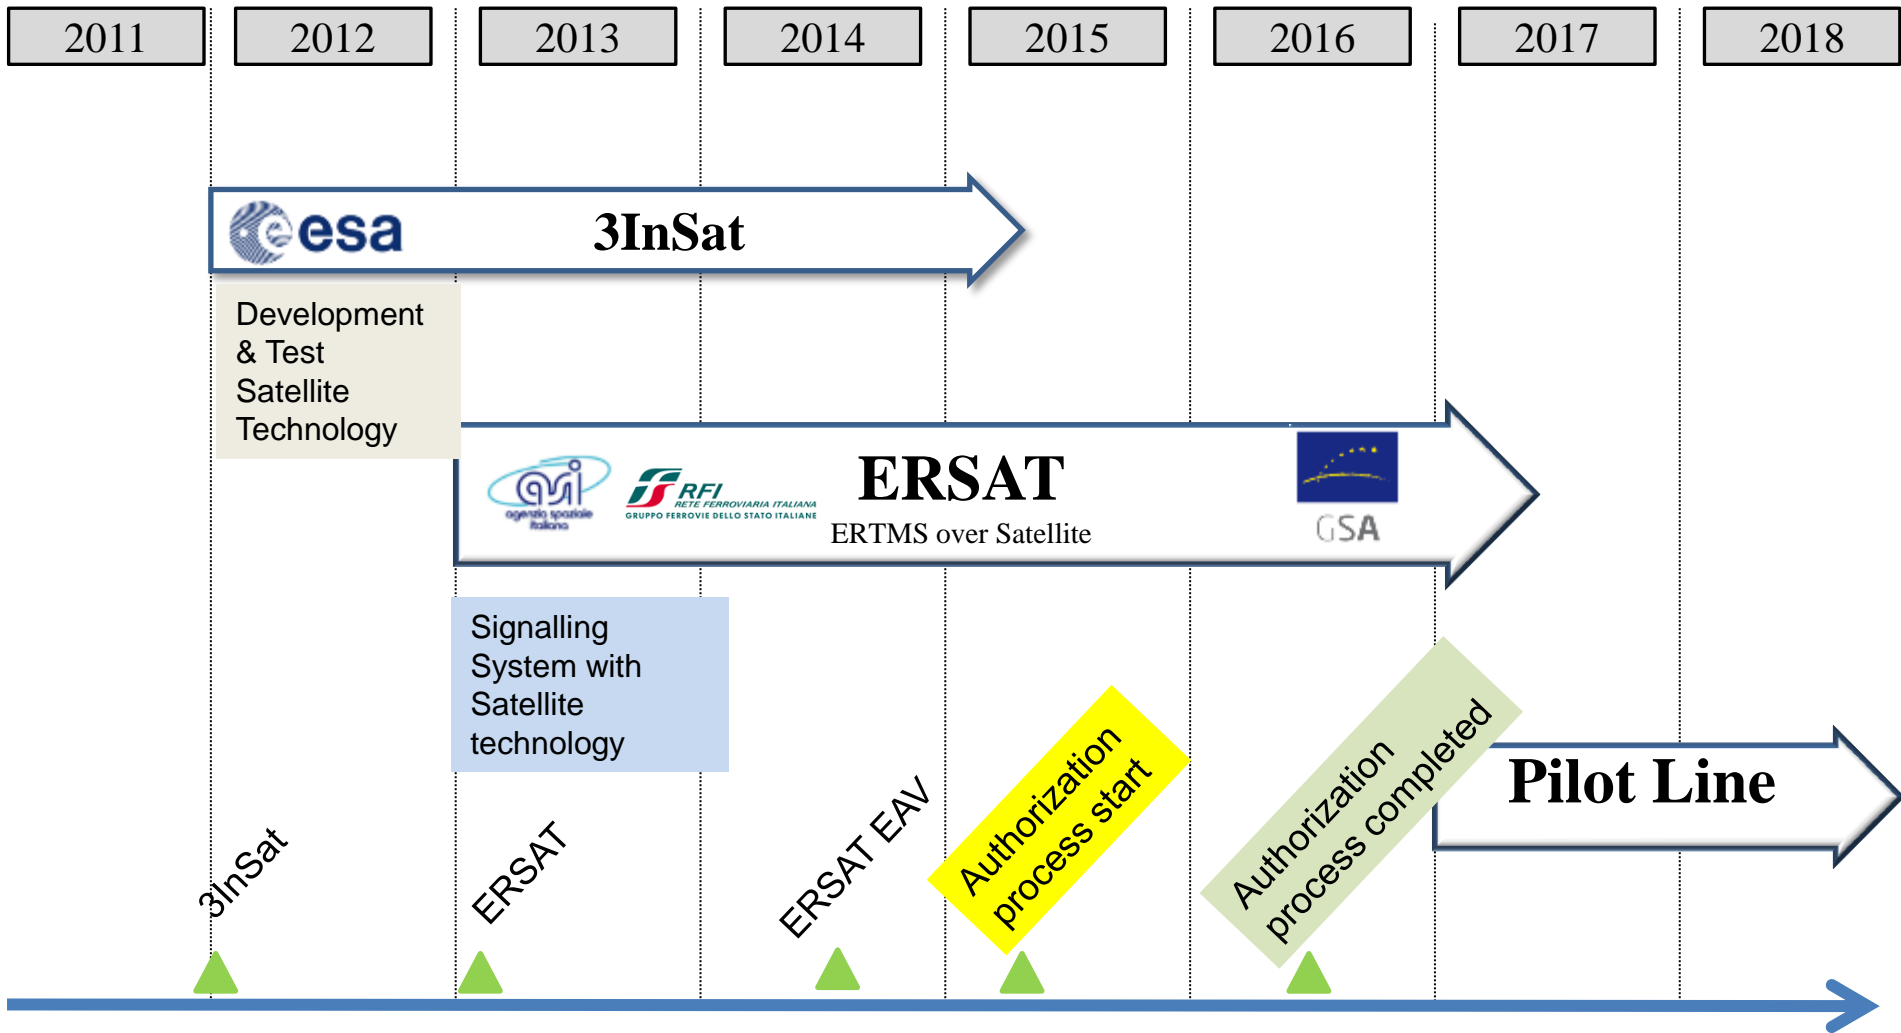 2011
2012
2013
2014
2015
2016
2017
2018
esa
3InSat
Development
& Test
Satellite
Technology
asi
agenzia spaziale
italiana
RFI
RETE FERROVIARIA ITALIANA
GRUPPO FERROVIE DELLO STATO ITALIANE
ERSAT
ERTMS over Satellite
GSA
Signalling
System with
Satellite
technology
Pilot Line
3InSat
ERSAT
ERSAT EAV
Authorization
process start
Authorization
process completed